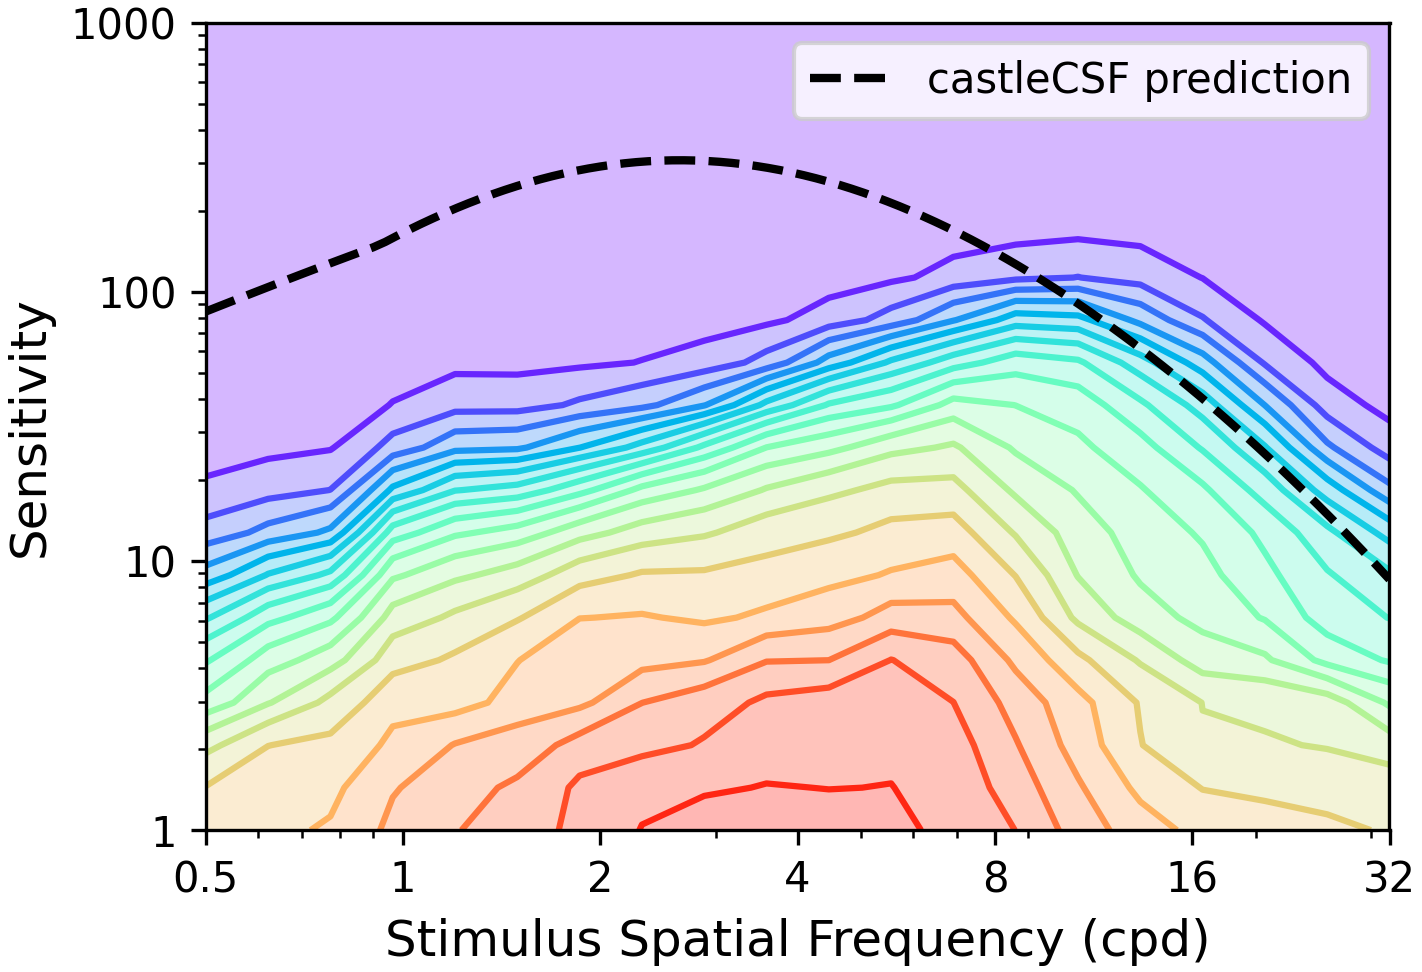 1000
castleCSF prediction
100
Sensitivity
10
1
0.5 1 2 4 8 16 32
Stimulus Spatial Frequency (cpd)